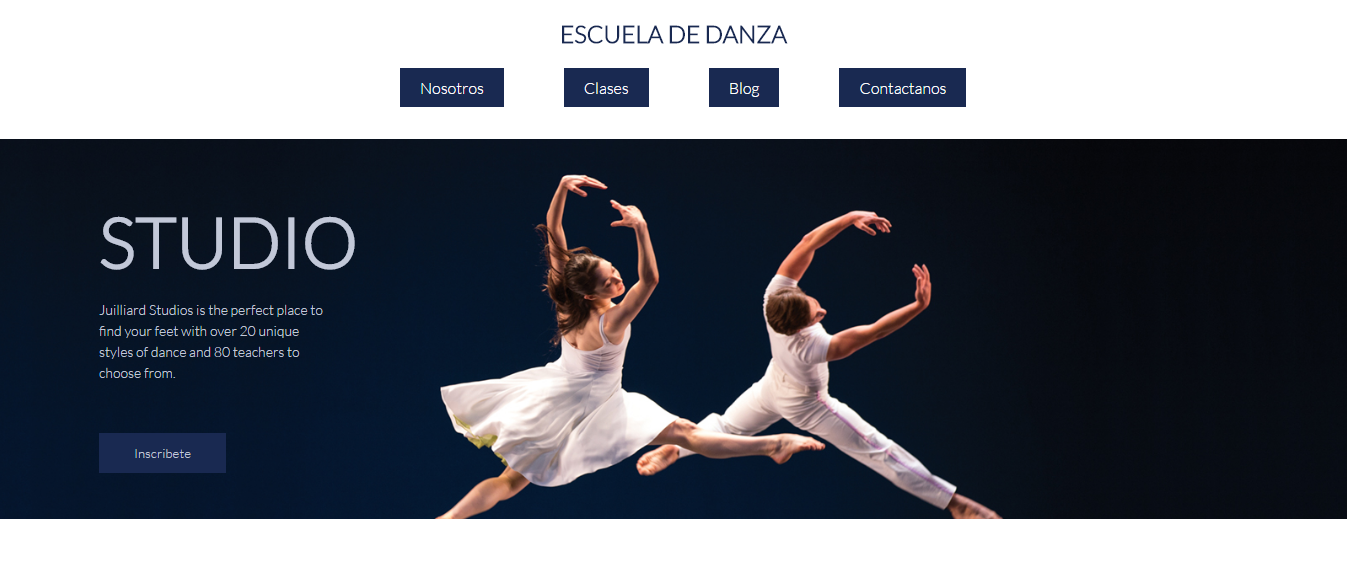 ESCUELA DE DANZA
Nosotros
Clases
Blog
Contactanos
STUDIO
Juilliard Studios is the perfect place to
find your feet with over 20 unique
styles of dance and 80 teachers to
choose from.
Inscribete